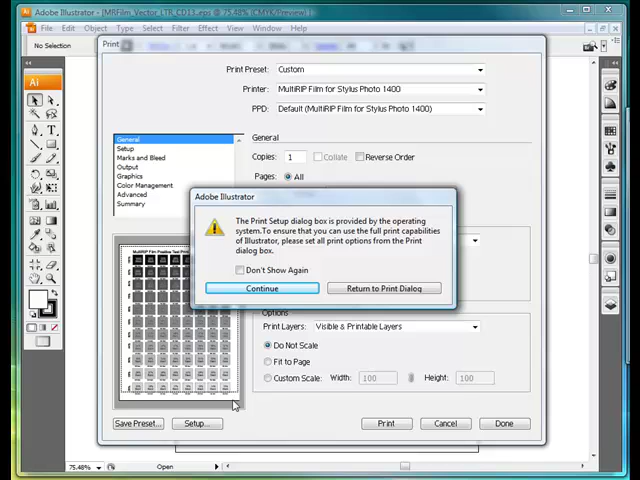 Adobe Illustrator - [MRFilm_Vector_LTR_CD13..eps @ 75.48% (CMYK/Preview) ]
File Edit Object Type Select Filter Effect View Window Help
No Selection
Print
Print Preset: Custom
Printer: MultiRIP Film for Stylus Photo 1400
PPD: Default (MultiRIP Film for Stylus Photo 1400)
General
Setup
Marks and Bleed
Output
Graphics
Color Management
Advanced
Summary
General
Copies: 1 Collate Reverse Order
Pages: All
Adobe Illustrator
The Print Setup dialog box is provided by the operating
system.To ensure that you can use the full print capabilities
of Illustrator, please set all print options from the Print
dialog box.
Don't Show Again
Continue Return to Print Dialog
Options
Print Layers: Visible & Printable Layers
Do Not Scale
Fit to Page
Custom Scale: Width: 100 Height: 100
Save Preset... Setup... Print Cancel Done
75.48% Open
Ai